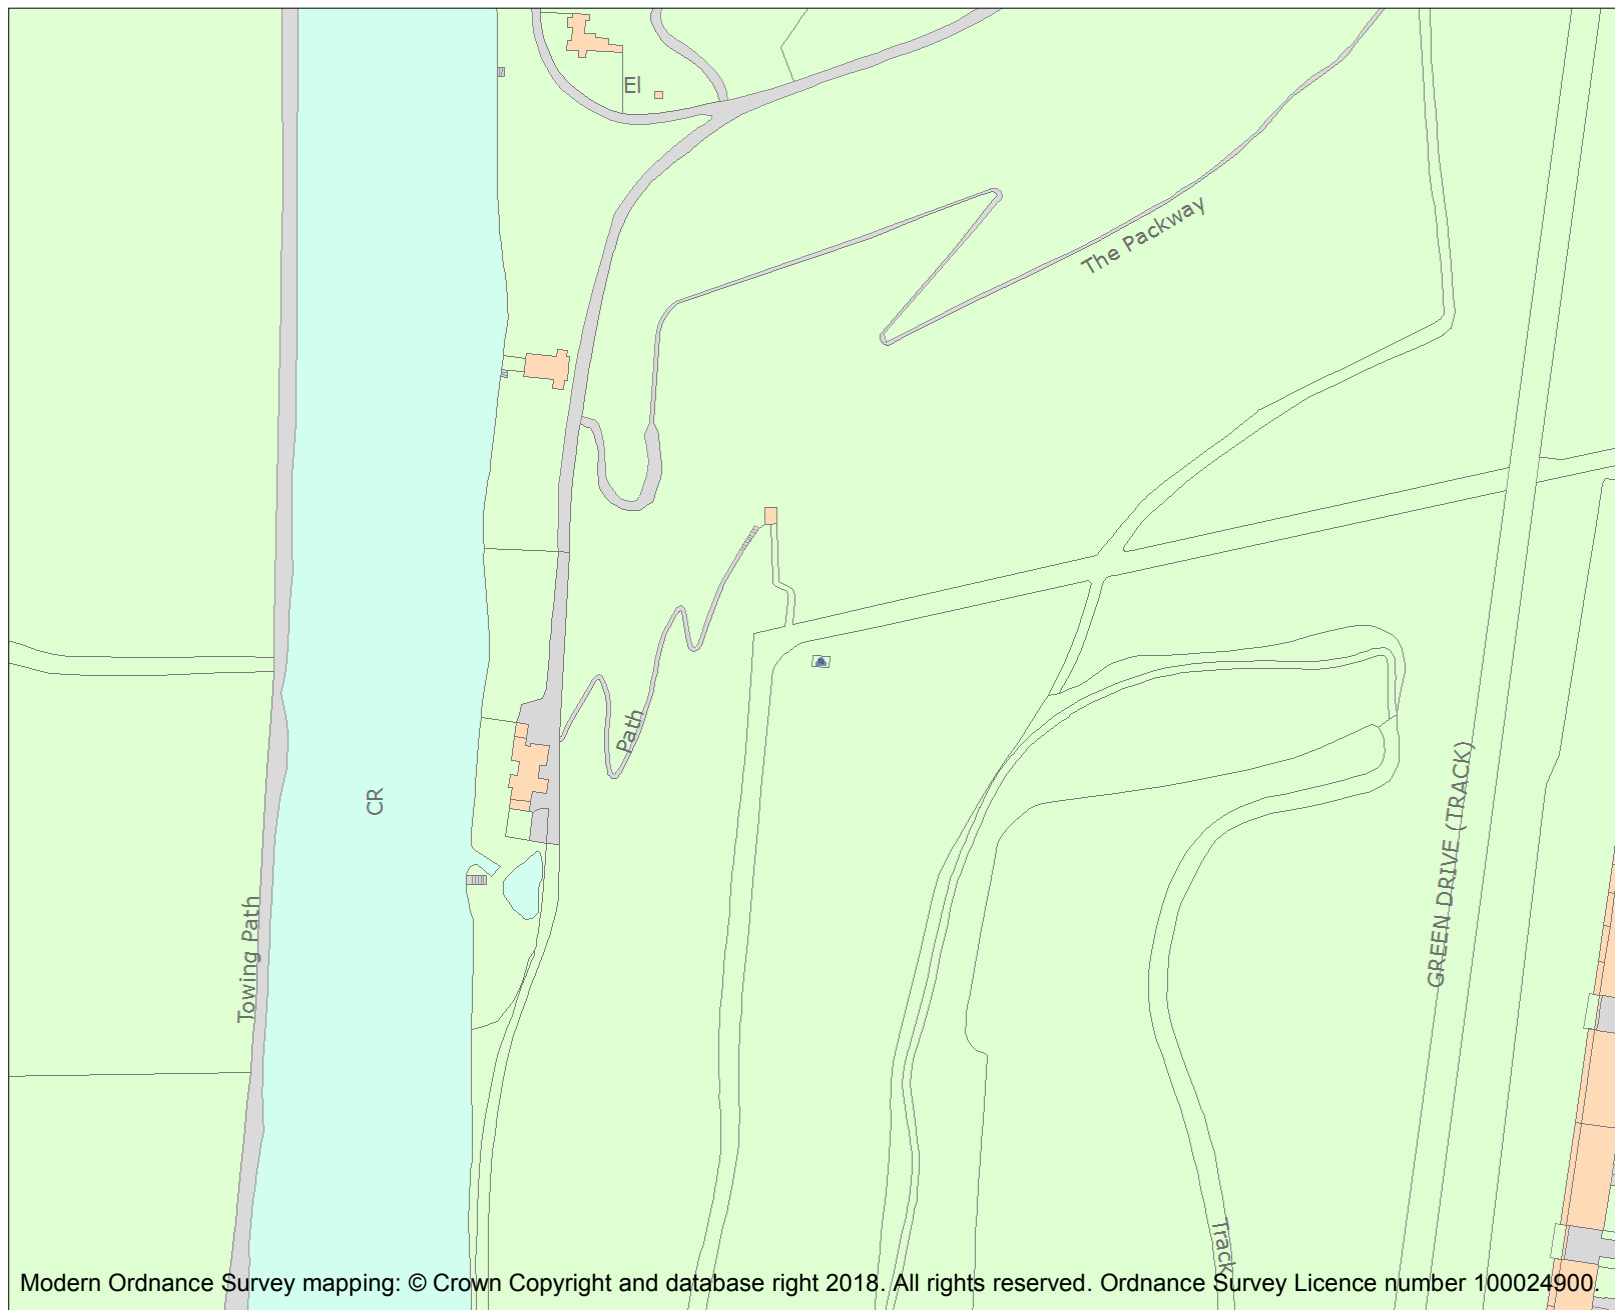 El
The Packway
Path
CR
GREEN DRIVE (TRACK)
Towing Path
Track
Modern Ordnance Survey mapping: © Crown Copyright and database right 2018. All rights reserved. Ordnance Survey Licence number 100024900.